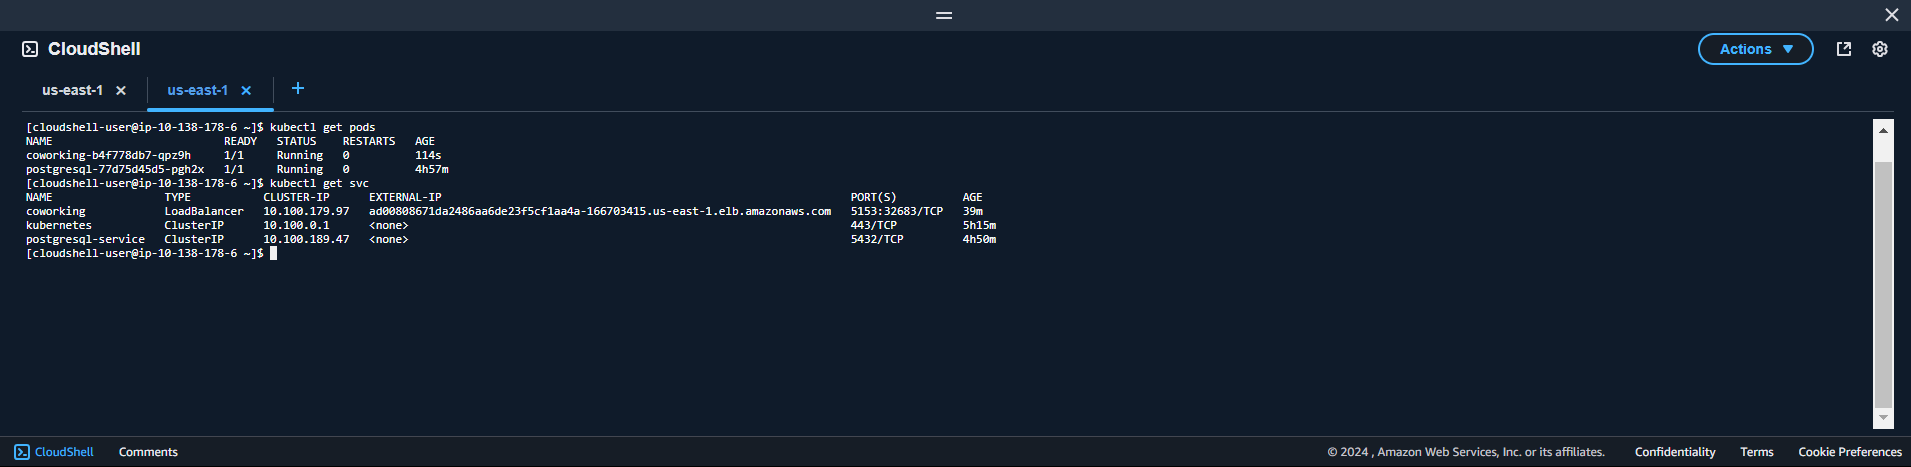 CloudShell
Actions
us-east-1
us-east-1
[cloudshell-user@ip-10-138-178-6 ~]$ kubectl get pods
NAME READY STATUS RESTARTS AGE
coworking-b4f778db7-qpz9h 1/1 Running 0 114s
postgresql-77d75d45d5-pgh2x 1/1 Running 0 4h57m
[cloudshell-user@ip-10-138-178-6 ~]$ kubectl get svc
NAME TYPE CLUSTER-IP EXTERNAL-IP PORT(S) AGE
coworking LoadBalancer 10.100.179.97 ad00808671da2486aa6de23f5cf1aa4a-166703415.us-east-1.elb.amazonaws.com 5153:32683/TCP 39m
kubernetes ClusterIP 10.100.0.1 <none> 443/TCP 5h15m
postgresql-service ClusterIP 10.100.189.47 <none> 5432/TCP 4h50m
[cloudshell-user@ip-10-138-178-6 ~]$
CloudShell Comments © 2024 , Amazon Web Services, Inc. or its affiliates. Confidentiality Terms Cookie Preferences